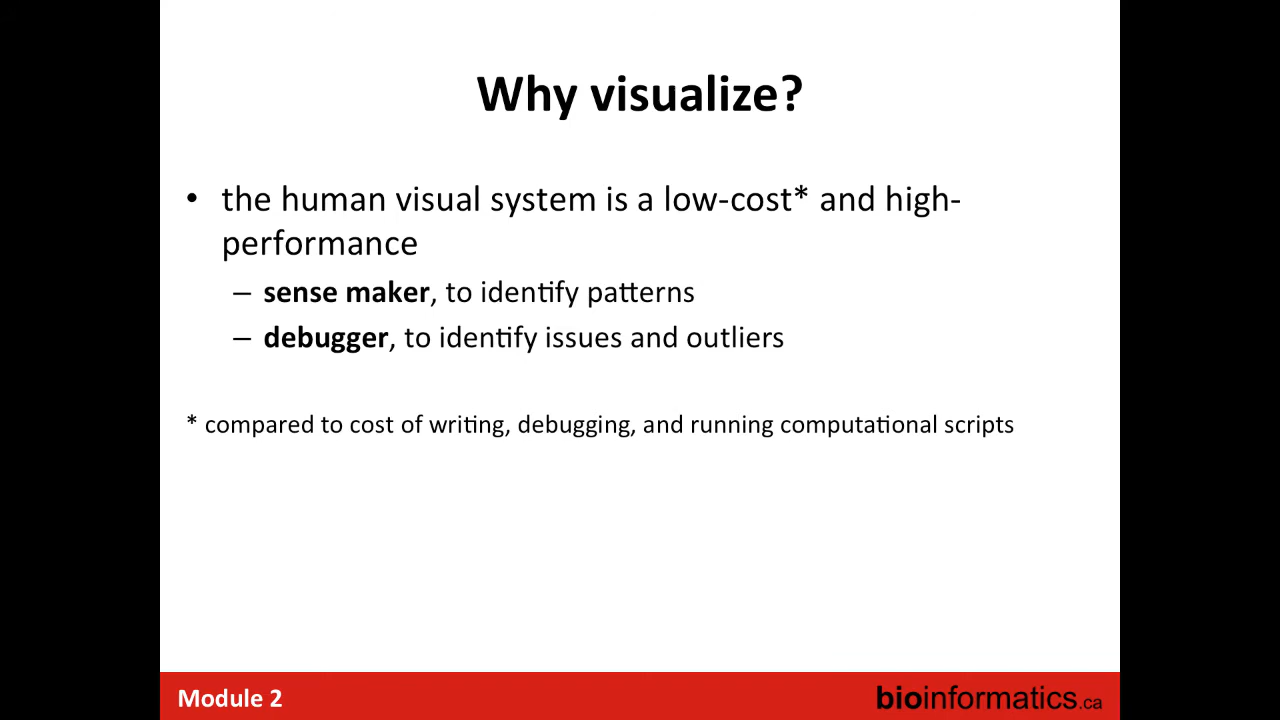 Why visualize?
• the human visual system is a low-cost* and high-
performance
– sense maker, to identify patterns
– debugger, to identify issues and outliers
* compared to cost of writing, debugging, and running computational scripts
Module 2
bioinformatics.ca